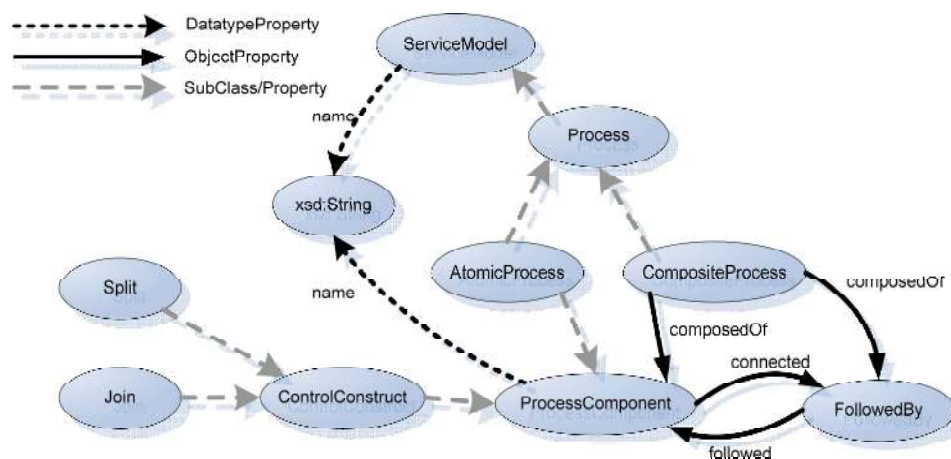 DatatypeProperty
ObjectProperty
SubClass/Property
ServiceModel
name
Process
xsd:String
AtomicProcess
CompositeProcess
composedOf
Split
name
composedOf
connected
Join
ControlConstruct
ProcessComponent
FollowedBy
followed